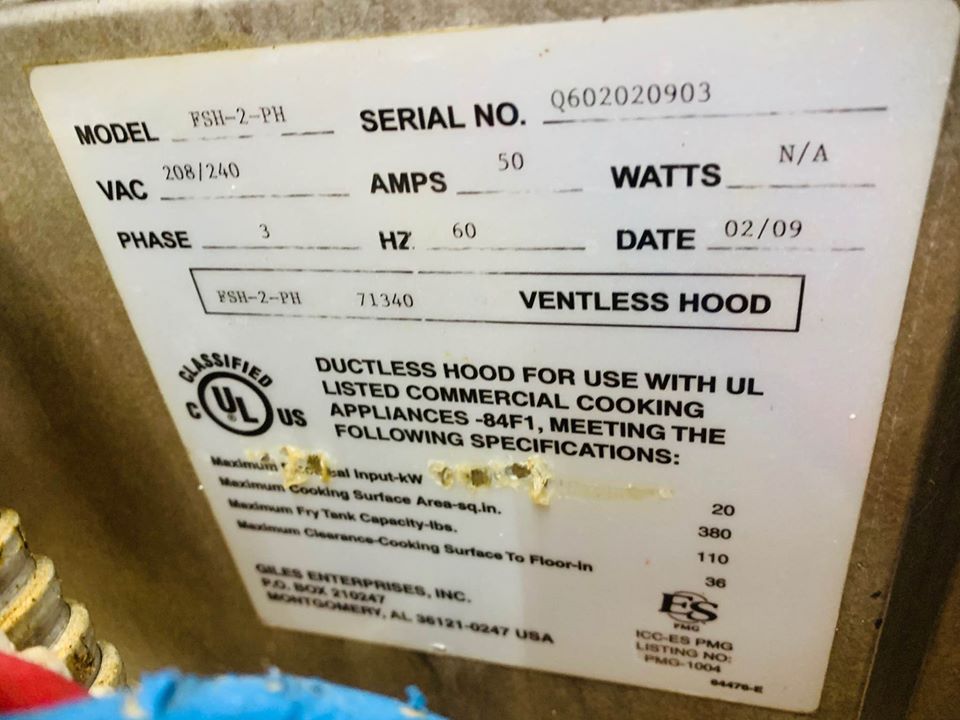 MODEL FSH-2-PH SERIAL NO. Q602020903
VAC 208/240 AMPS 50 WATTS N/A
PHASE 3 HZ 60 DATE 02/09
FSH-2-PH 71340 VENTLESS HOOD
CLASSIFIED
C UL US
®
DUCTLESS HOOD FOR USE WITH UL
LISTED COMMERCIAL COOKING
APPLIANCES -84F1, MEETING THE
FOLLOWING SPECIFICATIONS:
Maximum Input-kW 20
Maximum Cooking Surface Area-sq.in. 380
Maximum Fry Tank Capacity-lbs. 110
Maximum Clearance-Cooking Surface To Floor-In 36
GILES ENTERPRISES, INC.
P.O. BOX 210247
MONTGOMERY, AL 36121-0247 USA
ES
PMG
ICC-ES PMG
LISTING NO:
PMG-1004
64476-E